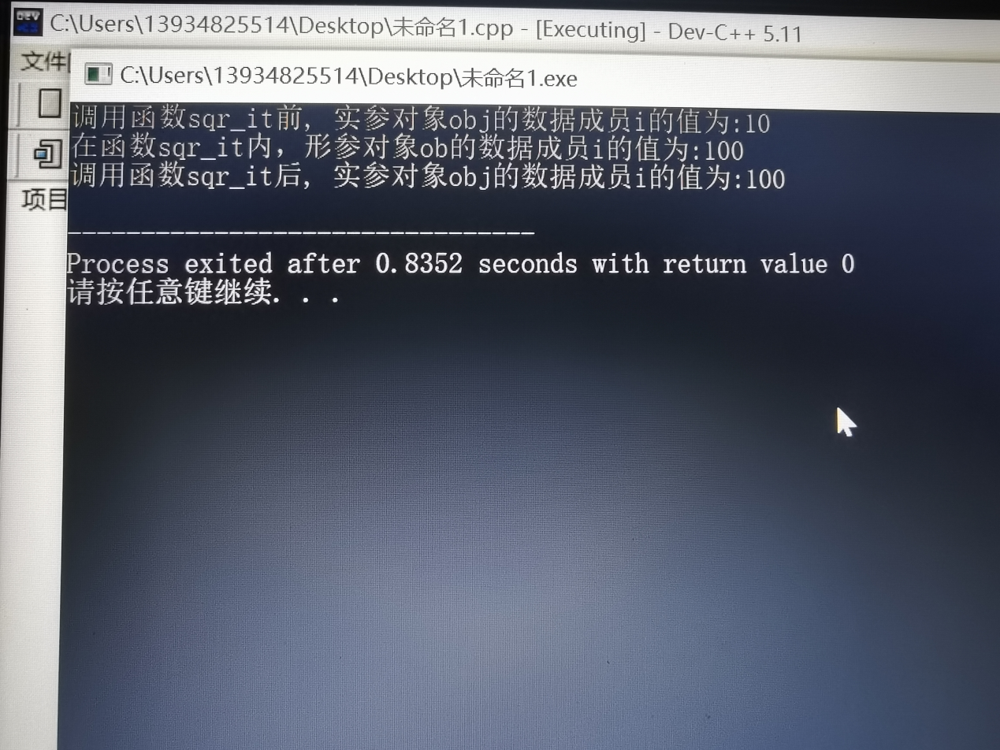 C:\Users\13934825514\Desktop\未命名1.cpp - [Executing] - Dev-C++ 5.11
文件
C:\Users\13934825514\Desktop\未命名1.exe
调用函数sqr_it前, 实参对象obj的数据成员i的值为:10
在函数sqr_it内, 形参对象ob的数据成员i的值为:100
调用函数sqr_it后, 实参对象obj的数据成员i的值为:100
项目
--------------------------------
Process exited after 0.8352 seconds with return value 0
请按任意键继续. . .